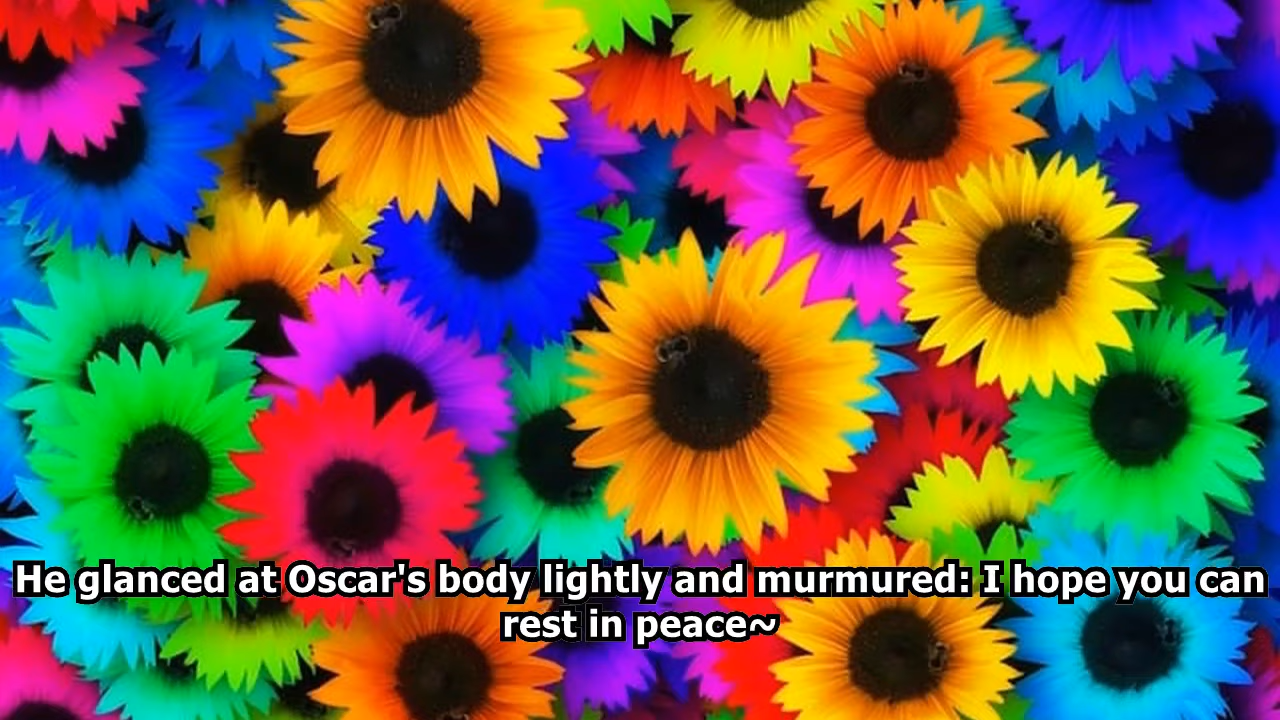 He glanced at Oscar's body lightly and murmured: I hope you can
rest in peace~